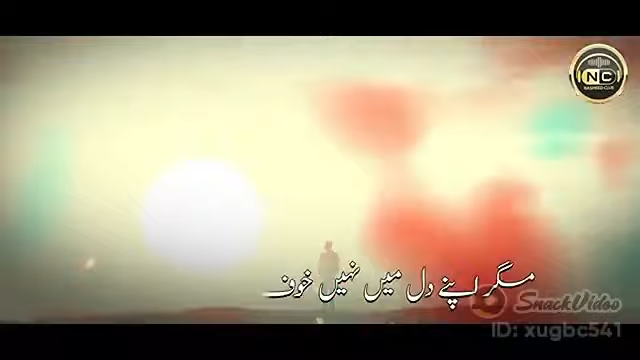 NC
NASHEED CLUB
مگر اپنے دل میں نہیں خوف
SnackVideo
ID: xugbc541